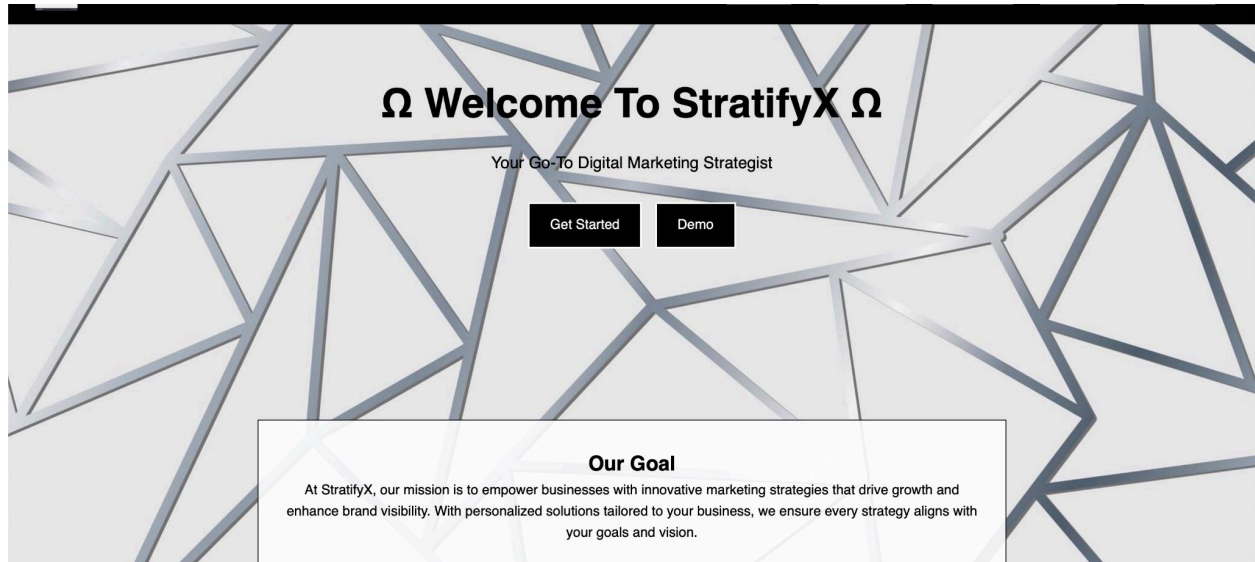 Ω Welcome To StratifyX Ω
Your Go-To Digital Marketing Strategist
Get Started
Demo
Our Goal
At StratifyX, our mission is to empower businesses with innovative marketing strategies that drive growth and
enhance brand visibility. With personalized solutions tailored to your business, we ensure every strategy aligns with
your goals and vision.